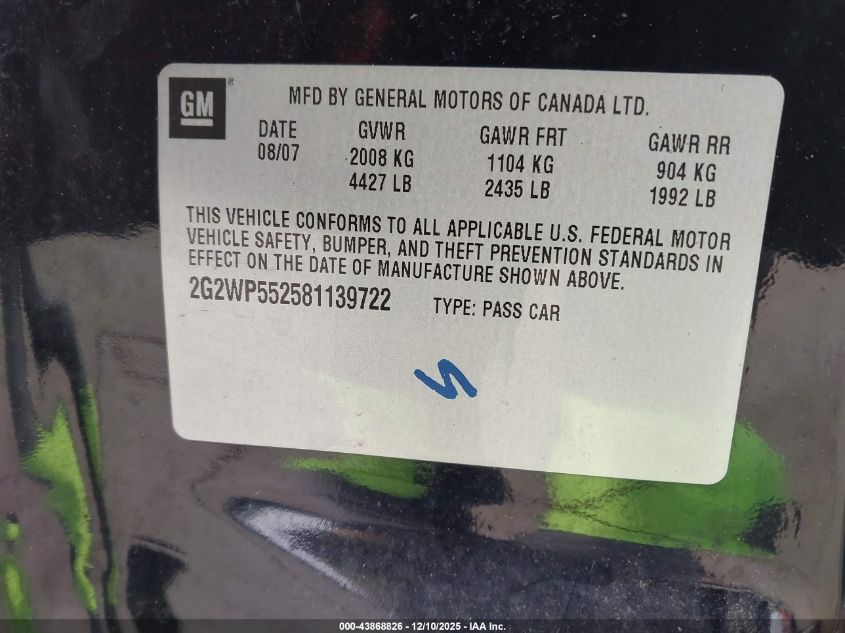 GM
®
MFD BY GENERAL MOTORS OF CANADA LTD.
DATE GVWR GAWR FRT GAWR RR
08/07 2008 KG 1104 KG 904 KG
4427 LB 2435 LB 1992 LB
THIS VEHICLE CONFORMS TO ALL APPLICABLE U.S. FEDERAL MOTOR
VEHICLE SAFETY, BUMPER, AND THEFT PREVENTION STANDARDS IN
EFFECT ON THE DATE OF MANUFACTURE SHOWN ABOVE.
2G2WP552581139722 TYPE: PASS CAR
000-43868826 - 12/10/2025 - IAA Inc.